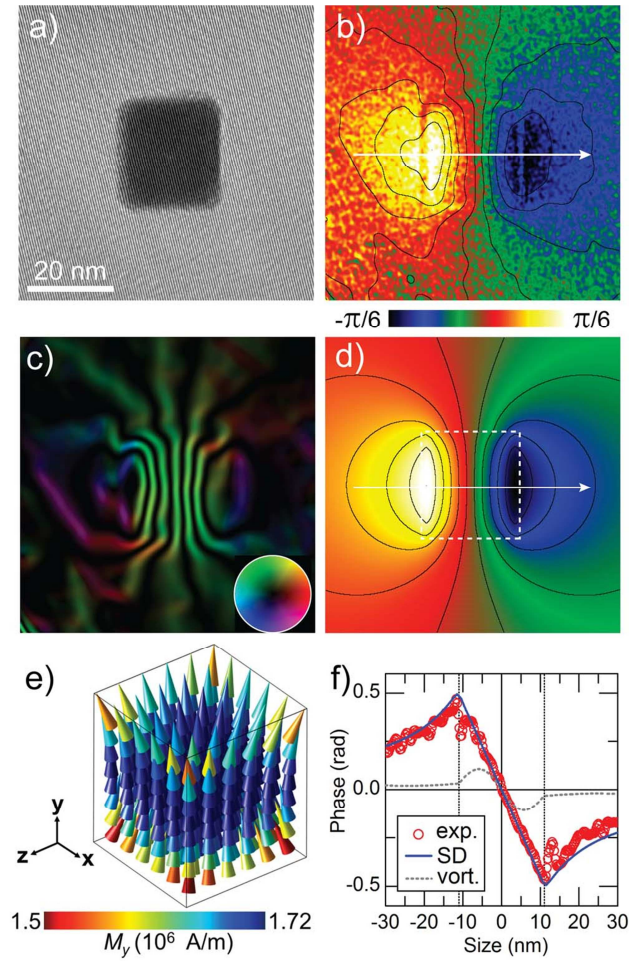 a)
20 nm
b)
-π/6
π/6
c)
d)
e)
y
z
x
1.5
1.72
My (10⁶ A/m)
f)
0.5
0.0
-0.5
Phase (rad)
exp.
SD
vort.
-30 -20 -10 0 10 20 30
Size (nm)